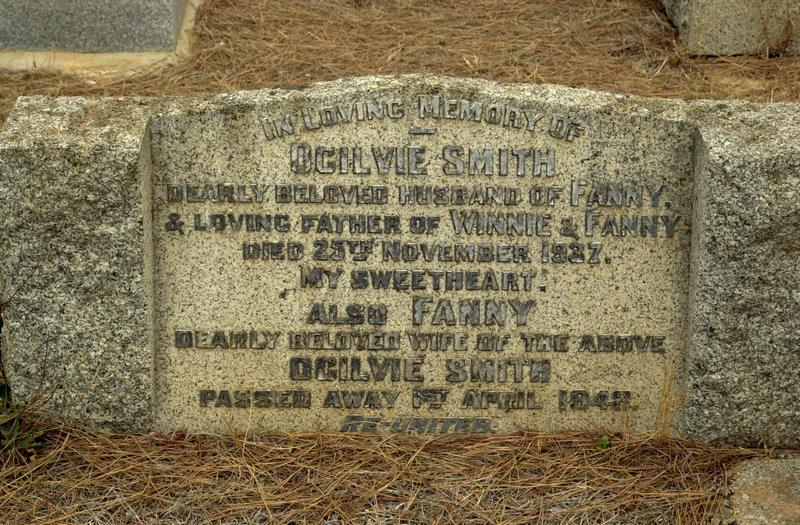 IN LOVING MEMORY OF
OGILVIE SMITH
DEARLY BELOVED HUSBAND OF FANNY,
& LOVING FATHER OF WINNIE & FANNY
DIED 25TH NOVEMBER 1937.
MY SWEETHEART.
ALSO FANNY
DEARLY BELOVED WIFE OF THE ABOVE
OGILVIE SMITH
PASSED AWAY 1ST APRIL
RE-UNITED.